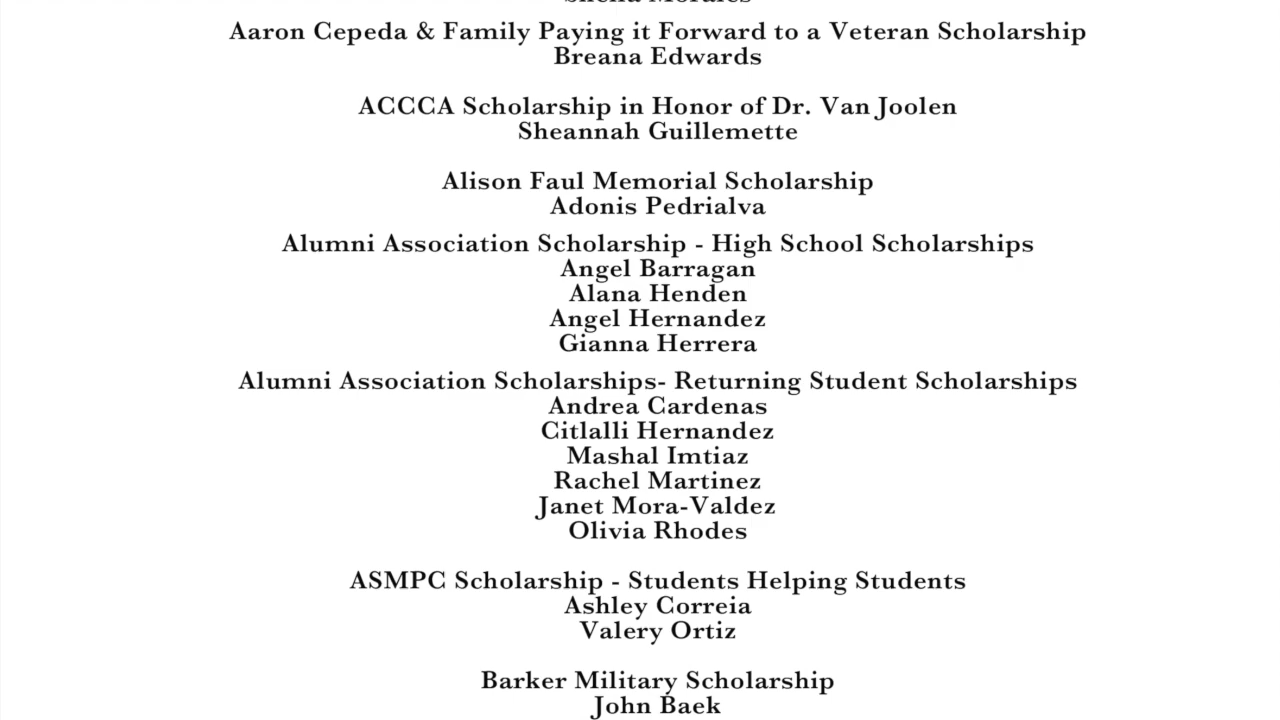 Aaron Cepeda & Family Paying it Forward to a Veteran Scholarship
Breana Edwards
ACCCA Scholarship in Honor of Dr. Van Joolen
Sheannah Guillemette
Alison Faul Memorial Scholarship
Adonis Pedrialva
Alumni Association Scholarship - High School Scholarships
Angel Barragan
Alana Henden
Angel Hernandez
Gianna Herrera
Alumni Association Scholarships- Returning Student Scholarships
Andrea Cardenas
Citlalli Hernandez
Mashal Imtiaz
Rachel Martinez
Janet Mora-Valdez
Olivia Rhodes
ASMPC Scholarship - Students Helping Students
Ashley Correia
Valery Ortiz
Barker Military Scholarship
John Baek